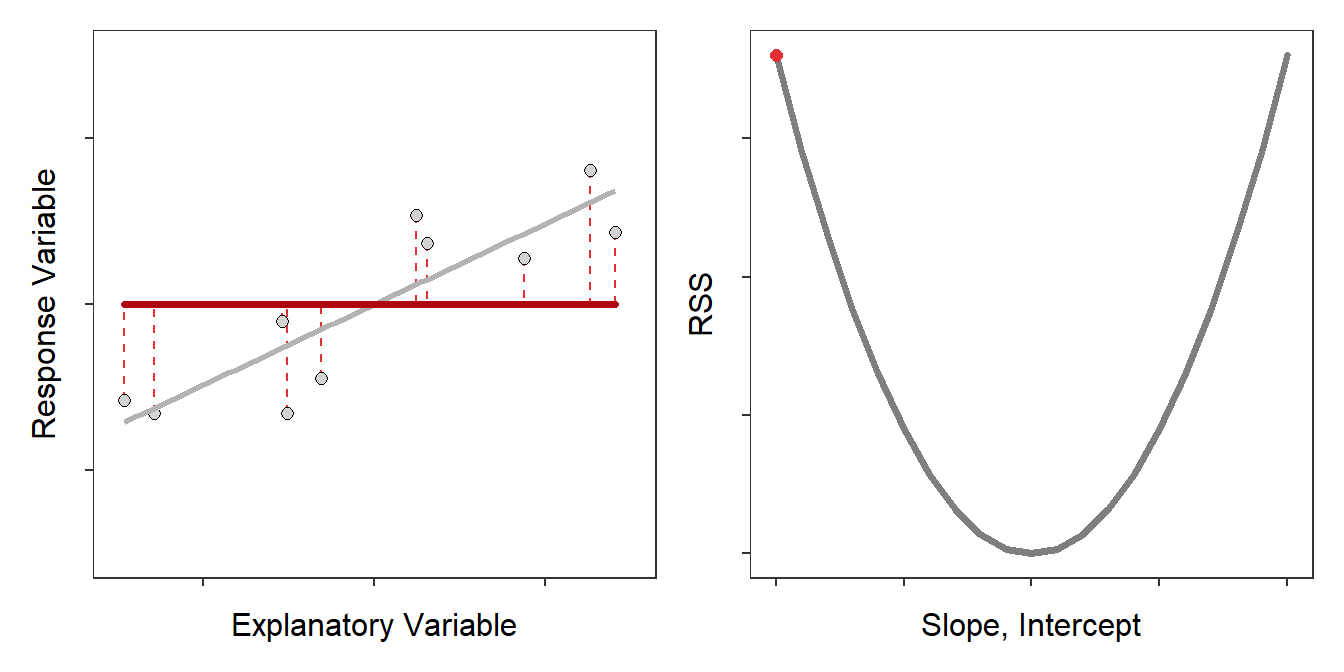 Response Variable
Explanatory Variable
RSS
Slope, Intercept